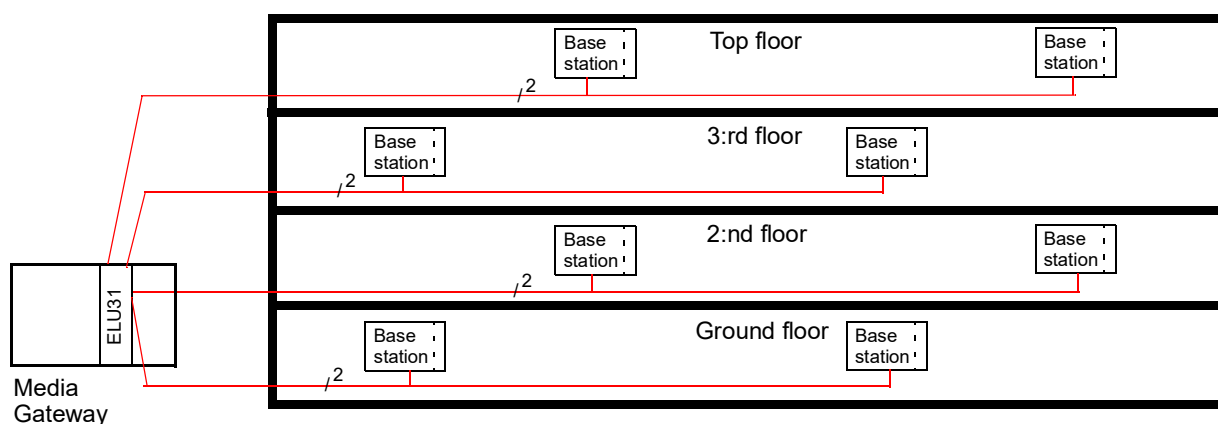 Top floor
Base
station
Base
station
2
3:rd floor
Base
station
Base
station
2
2:nd floor
Base
station
Base
station
2
ELU31
Ground floor
Base
station
Base
station
2
Media
Gateway